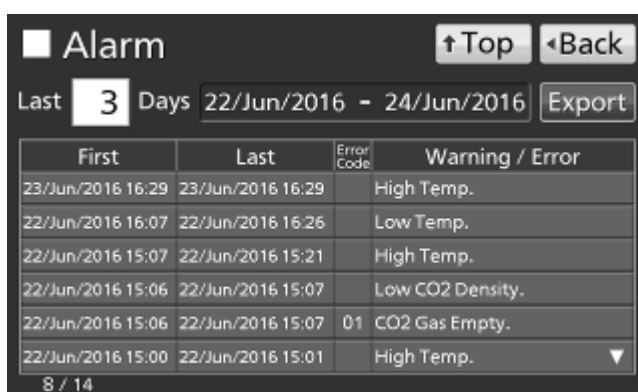 Alarm
↑Top
◂Back
Last 3 Days 22/Jun/2016 - 24/Jun/2016 Export
First Last Error Code Warning / Error
23/Jun/2016 16:29 23/Jun/2016 16:29 High Temp.
22/Jun/2016 16:07 22/Jun/2016 16:26 Low Temp.
22/Jun/2016 15:07 22/Jun/2016 15:21 High Temp.
22/Jun/2016 15:06 22/Jun/2016 15:07 Low CO2 Density.
22/Jun/2016 15:06 22/Jun/2016 15:07 01 CO2 Gas Empty.
22/Jun/2016 15:00 22/Jun/2016 15:01 High Temp. ▼
8 / 14